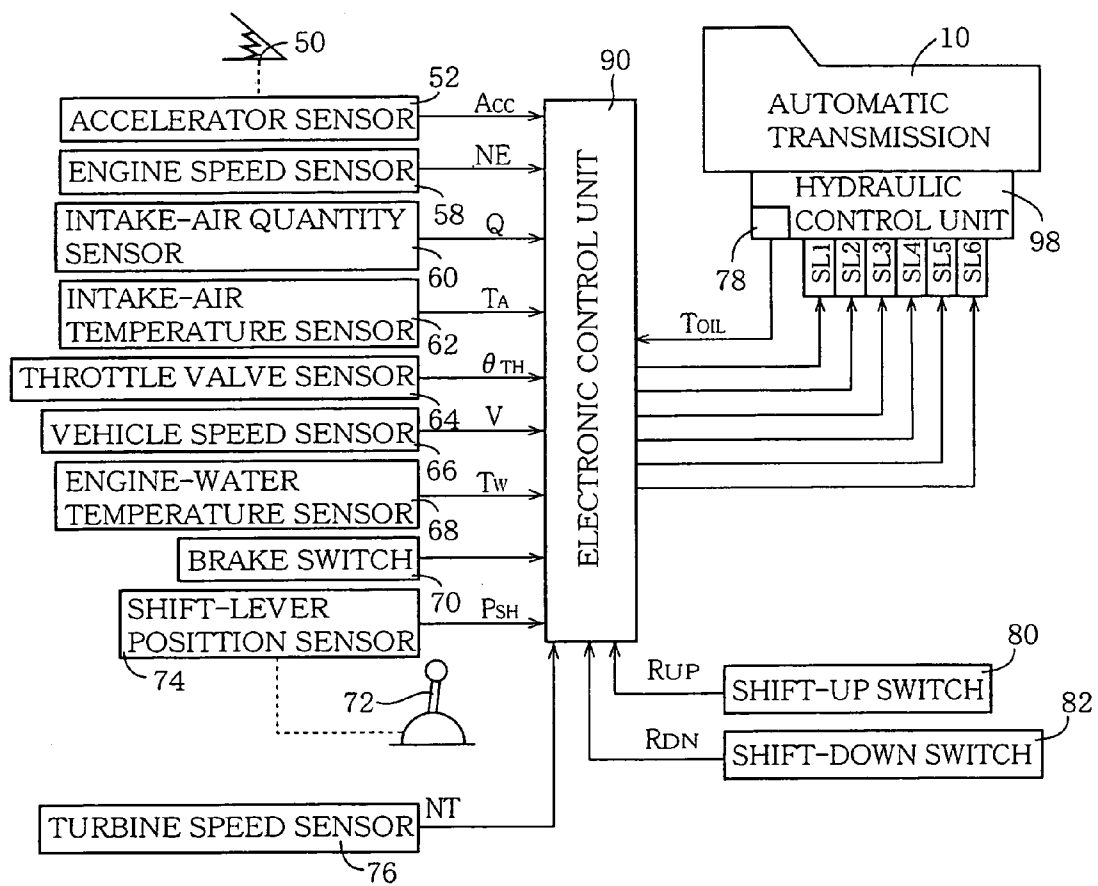 50
52
ACCELERATOR SENSOR
Acc
ENGINE SPEED SENSOR
NE
58
INTAKE-AIR QUANTITY
SENSOR
Q
60
INTAKE-AIR
TEMPERATURE SENSOR
TA
62
THROTTLE VALVE SENSOR
θTH
64
VEHICLE SPEED SENSOR
V
66
ENGINE-WATER
TEMPERATURE SENSOR
TW
68
BRAKE SWITCH
70
SHIFT-LEVER
POSITTION SENSOR
PSH
74
72
TURBINE SPEED SENSOR
NT
76
90
ELECTRONIC CONTROL UNIT
10
AUTOMATIC
TRANSMISSION
HYDRAULIC
CONTROL UNIT
98
78
SL1
SL2
SL3
SL4
SL5
SL6
TOIL
RUP
80
SHIFT-UP SWITCH
RDN
82
SHIFT-DOWN SWITCH